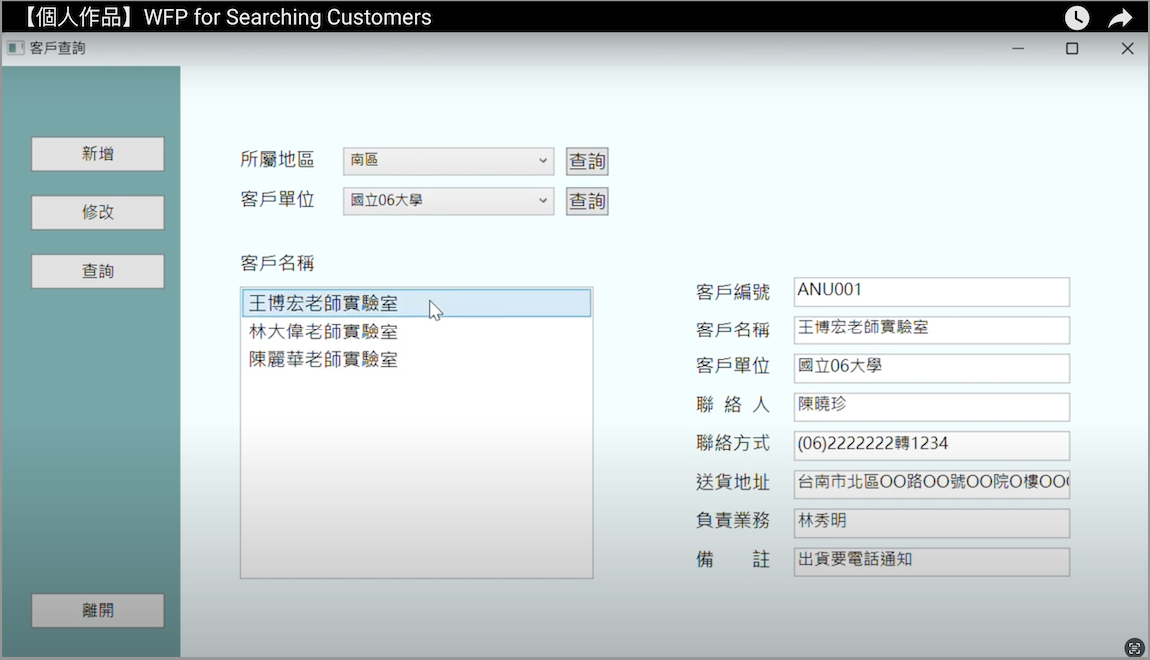 【個人作品】WFP for Searching Customers
客戶查詢
新增
修改
查詢
離開
所屬地區 南區 查詢
客戶單位 國立06大學 查詢
客戶名稱
王博宏老師實驗室
林大偉老師實驗室
陳麗華老師實驗室
客戶編號 ANU001
客戶名稱 王博宏老師實驗室
客戶單位 國立06大學
聯 絡 人 陳曉珍
聯絡方式 (06)2222222轉1234
送貨地址 台南市北區OO路OO號OO院O樓OO
負責業務 林秀明
備 註 出貨要電話通知